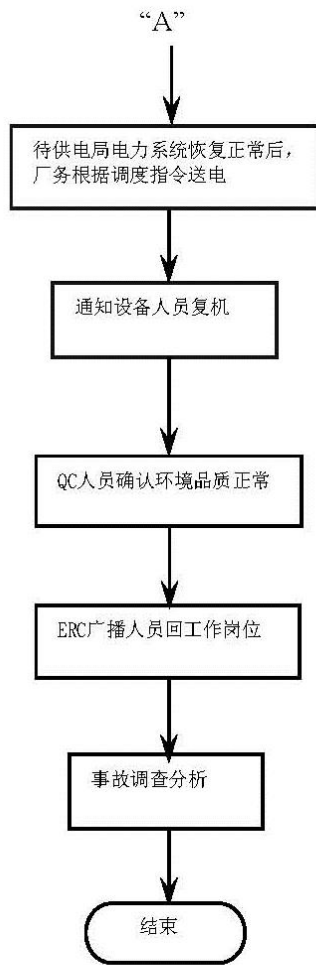 “A”
待供电局电力系统恢复正常后，
厂务根据调度指令送电
通知设备人员复机
QC人员确认环境品质正常
ERC广播人员回工作岗位
事故调查分析
结束